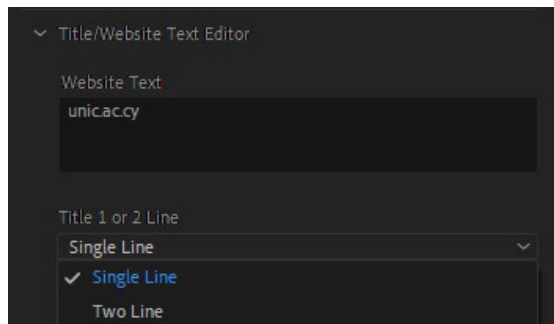 Title/Website Text Editor
Website Text
unic.ac.cy
Title 1 or 2 Line
Single Line
Single Line
Two Line